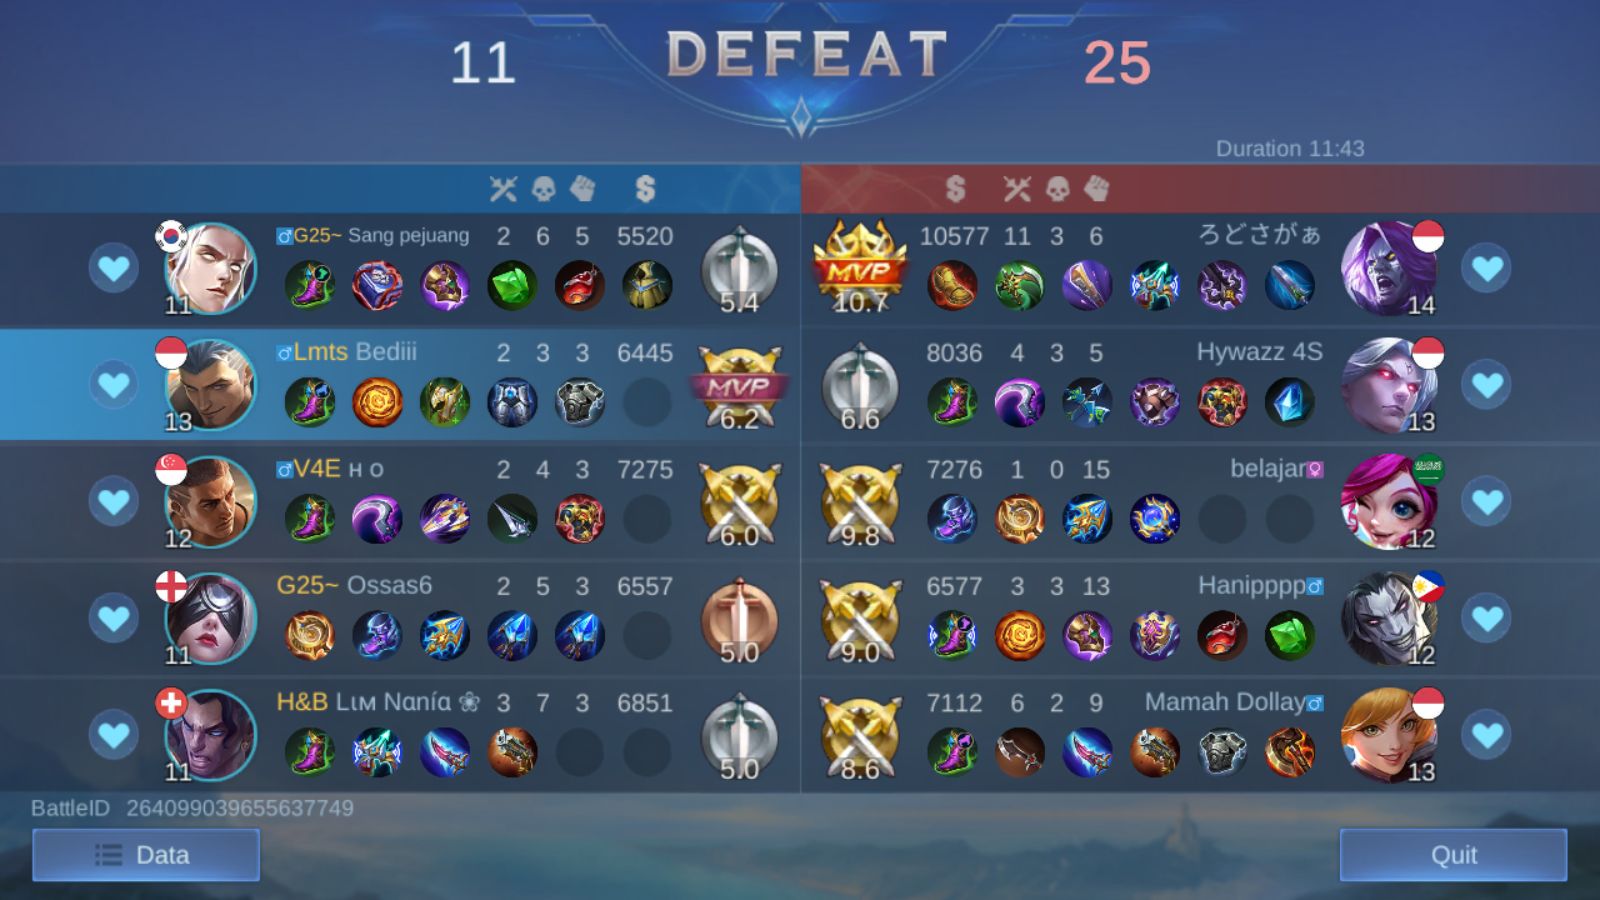 11 DEFEAT 25
Duration 11:43
11 G25~ Sang pejuang 2 6 5 5520 5.4
MVP 10.7 10577 11 3 6 ろどさがぁ 14
13 Lmts Bediii 2 3 3 6445 MVP 6.2
6.6 8036 4 3 5 Hywazz 4S 13
12 V4E ʜ ᴏ 2 4 3 7275 6.0
9.8 7276 1 0 15 belajar 12
11 G25~ Ossas6 2 5 3 6557 5.0
9.0 6577 3 3 13 Hanipppp 12
11 H&B Lɪᴍ Nαnía ❀ 3 7 3 6851 5.0
8.6 7112 6 2 9 Mamah Dollay 13
BattleID 264099039655637749
Data
Quit